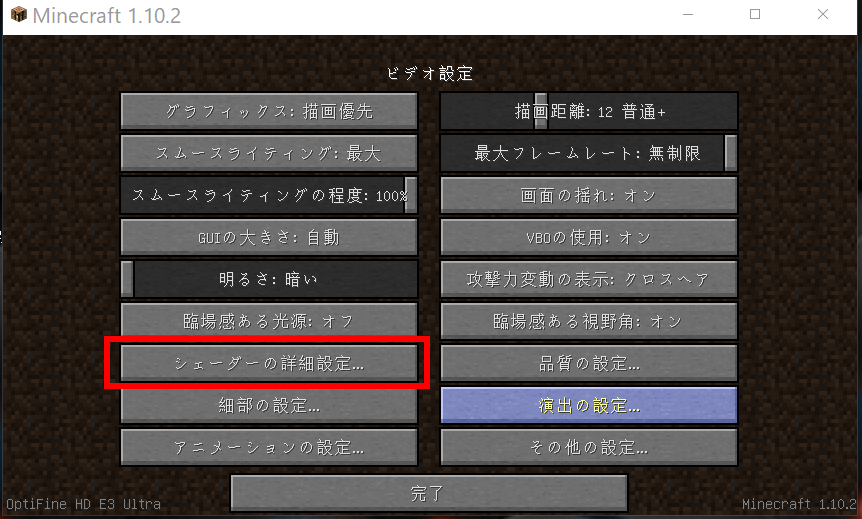 Minecraft 1.10.2
ビデオ設定
グラフィックス: 描画優先
描画距離: 12 普通+
スムースライティング: 最大
最大フレームレート: 無制限
スムースライティングの程度: 100%
画面の揺れ: オン
GUIの大きさ: 自動
VBOの使用: オン
明るさ: 暗い
攻撃力変動の表示: クロスヘア
臨場感ある光源: オフ
臨場感ある視野角: オン
シェーダーの詳細設定...
品質の設定...
細部の設定...
演出の設定...
アニメーションの設定...
その他の設定...
完了
OptiFine HD E3 Ultra
Minecraft 1.10.2